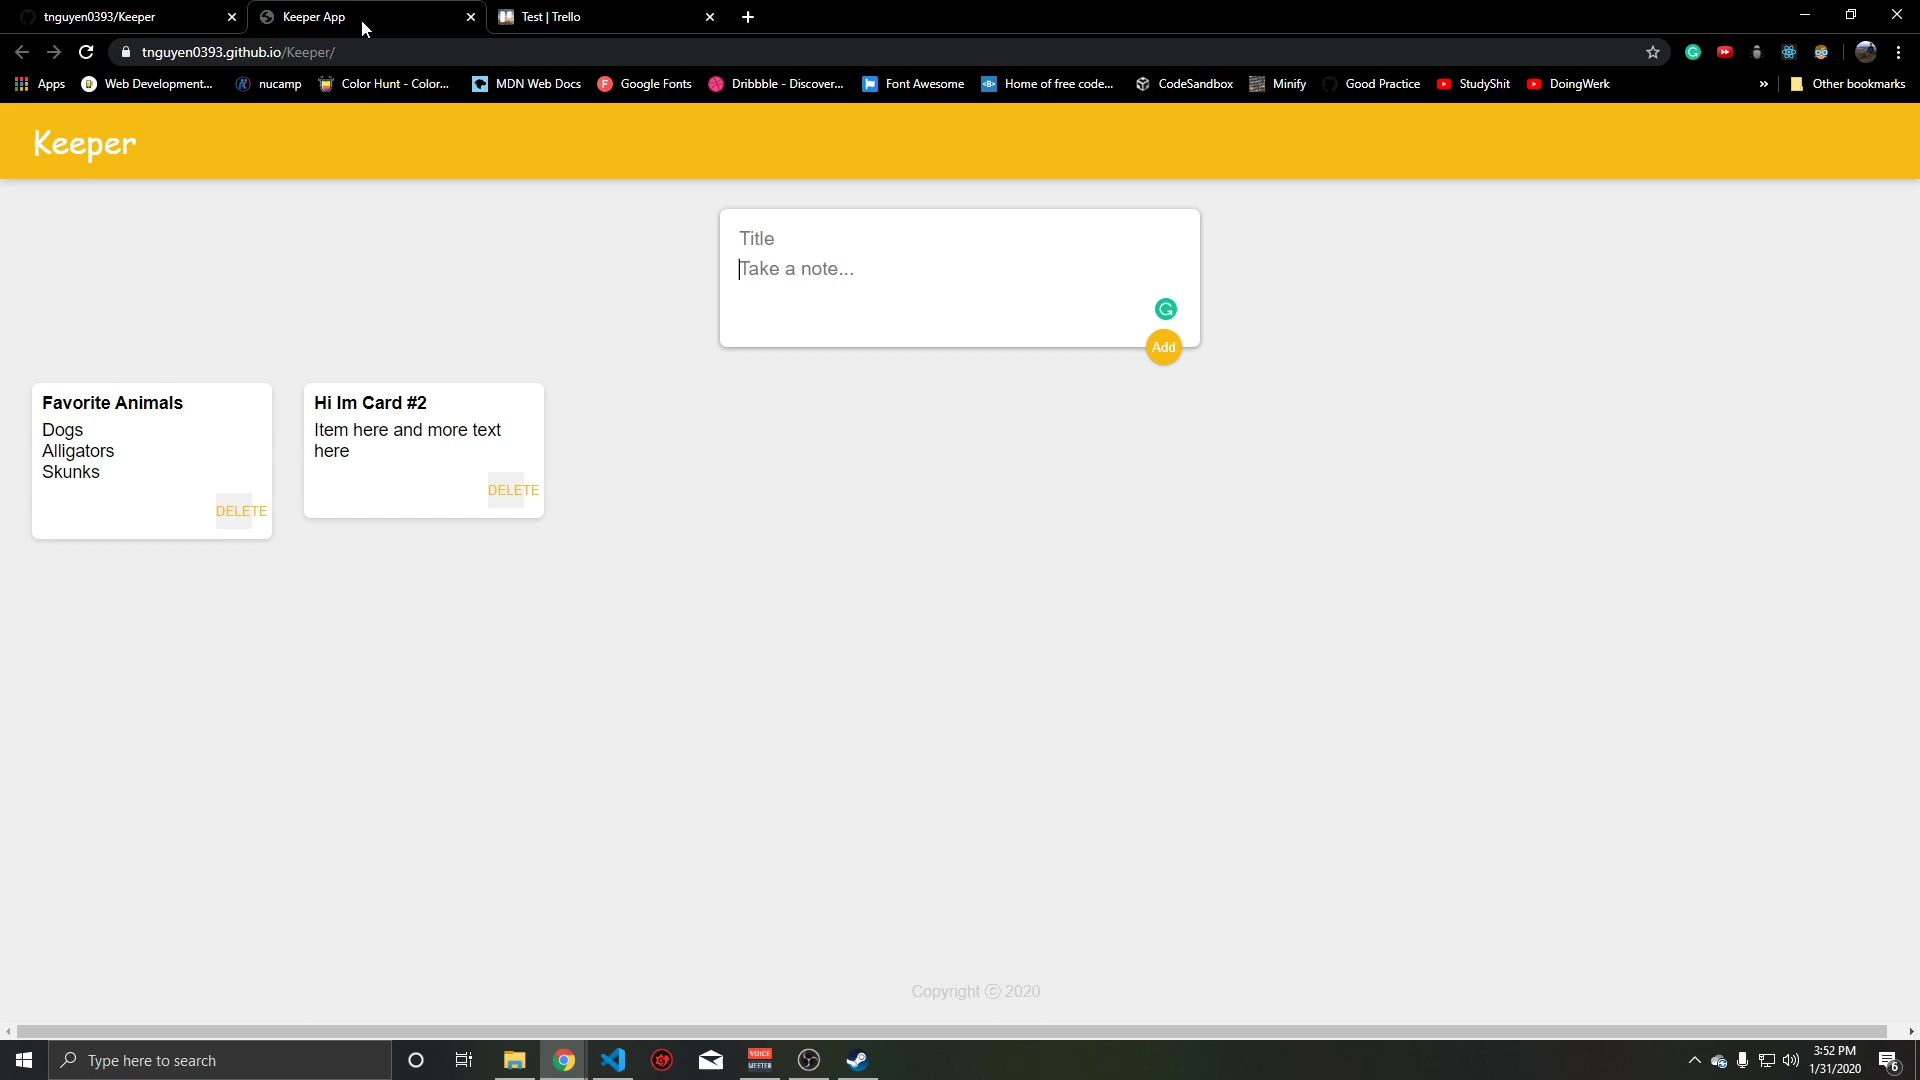 tnguyen0393/Keeper
Keeper App
Test | Trello
tnguyen0393.github.io/Keeper/
Apps
Web Development...
nucamp
Color Hunt - Color...
MDN Web Docs
Google Fonts
Dribbble - Discover...
Font Awesome
Home of free code...
CodeSandbox
Minify
Good Practice
StudyShit
DoingWerk
»
Other bookmarks
Keeper
Title
Take a note...
Add
Favorite Animals
Dogs
Alligators
Skunks
DELETE
Hi Im Card #2
Item here and more text
here
DELETE
Copyright ⓒ 2020
Type here to search
VOICE
MEETER
3:52 PM
1/31/2020
6